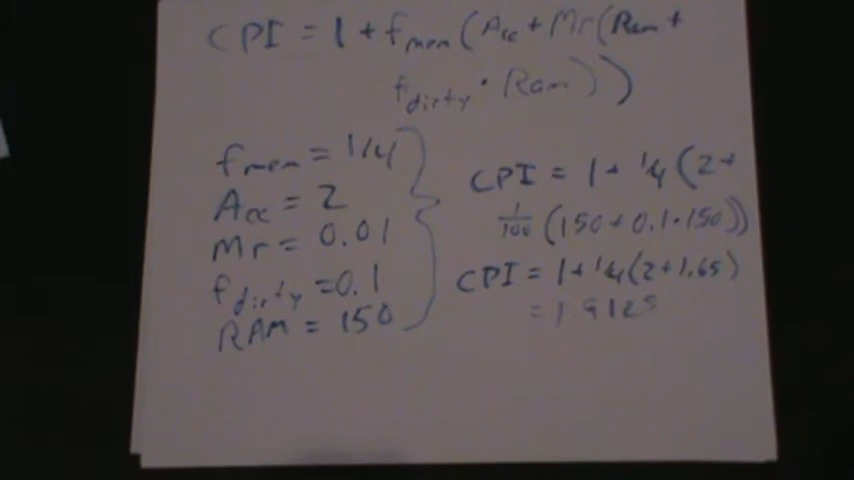 CPI = 1 + fmem(Acc + Mr(Ram +
fdirty · Ram))
fmem = 1/4
Acc = 2
Mr = 0.01
fdirty = 0.1
RAM = 150
CPI = 1 + 1/4 (2+
1/100 (150 + 0.1 · 150))
CPI = 1 + 1/4 (2 + 1.65)
= 1.9125